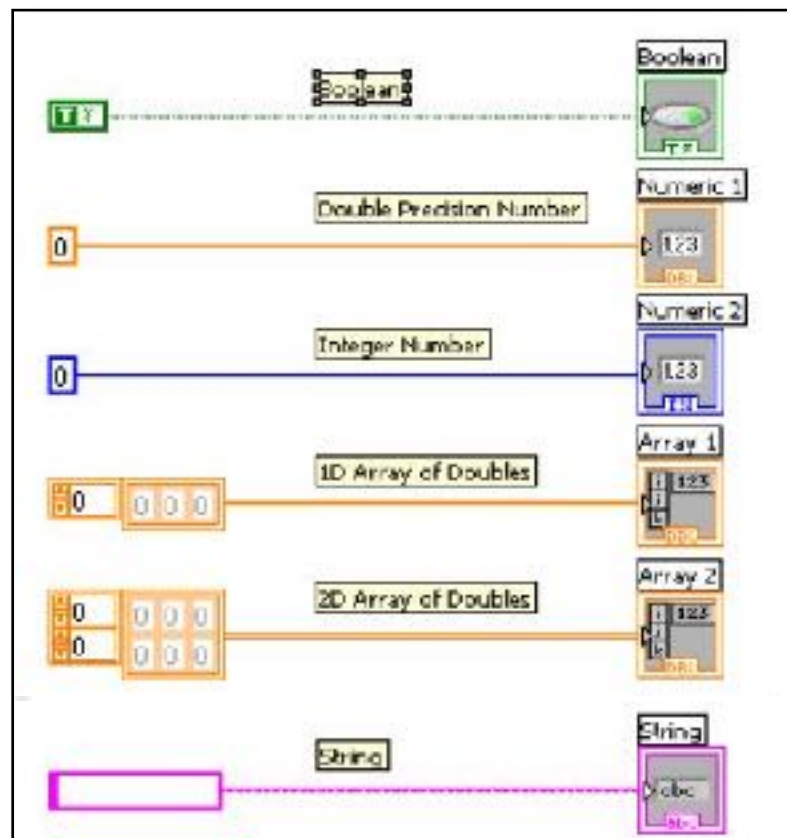 Boolean
Boolean
T F
T F
Numeric 1
Double Precision Number
0
123
DBL
Numeric 2
Integer Number
0
123
Array 1
1D Array of Doubles
0
0 0 0
123
DBL
Array 2
2D Array of Doubles
0
0 0 0
123
0
0 0 0
DBL
String
String
abc
abc